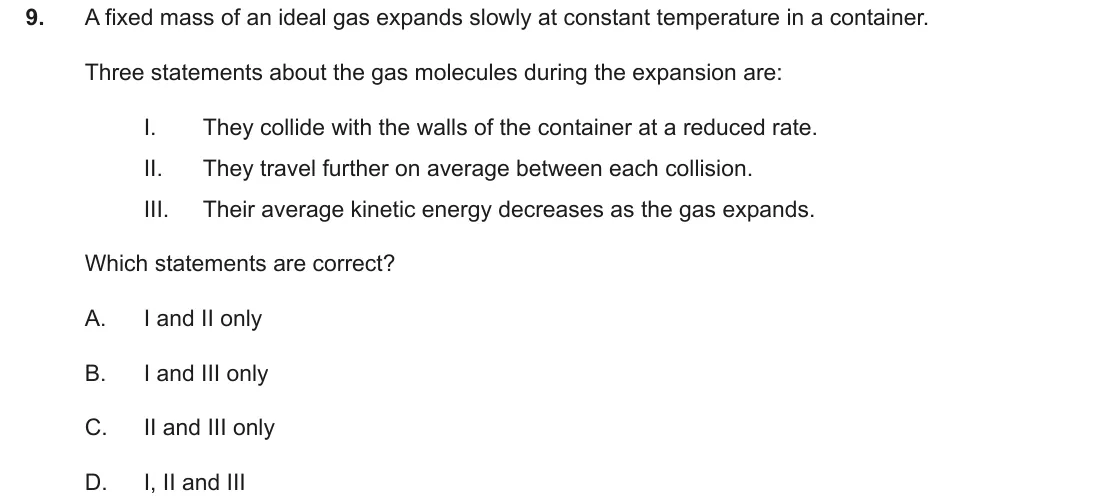 9. A fixed mass of an ideal gas expands slowly at constant temperature in a container.
Three statements about the gas molecules during the expansion are:
I. They collide with the walls of the container at a reduced rate.
II. They travel further on average between each collision.
III. Their average kinetic energy decreases as the gas expands.
Which statements are correct?
A. I and II only
B. I and III only
C. II and III only
D. I, II and III